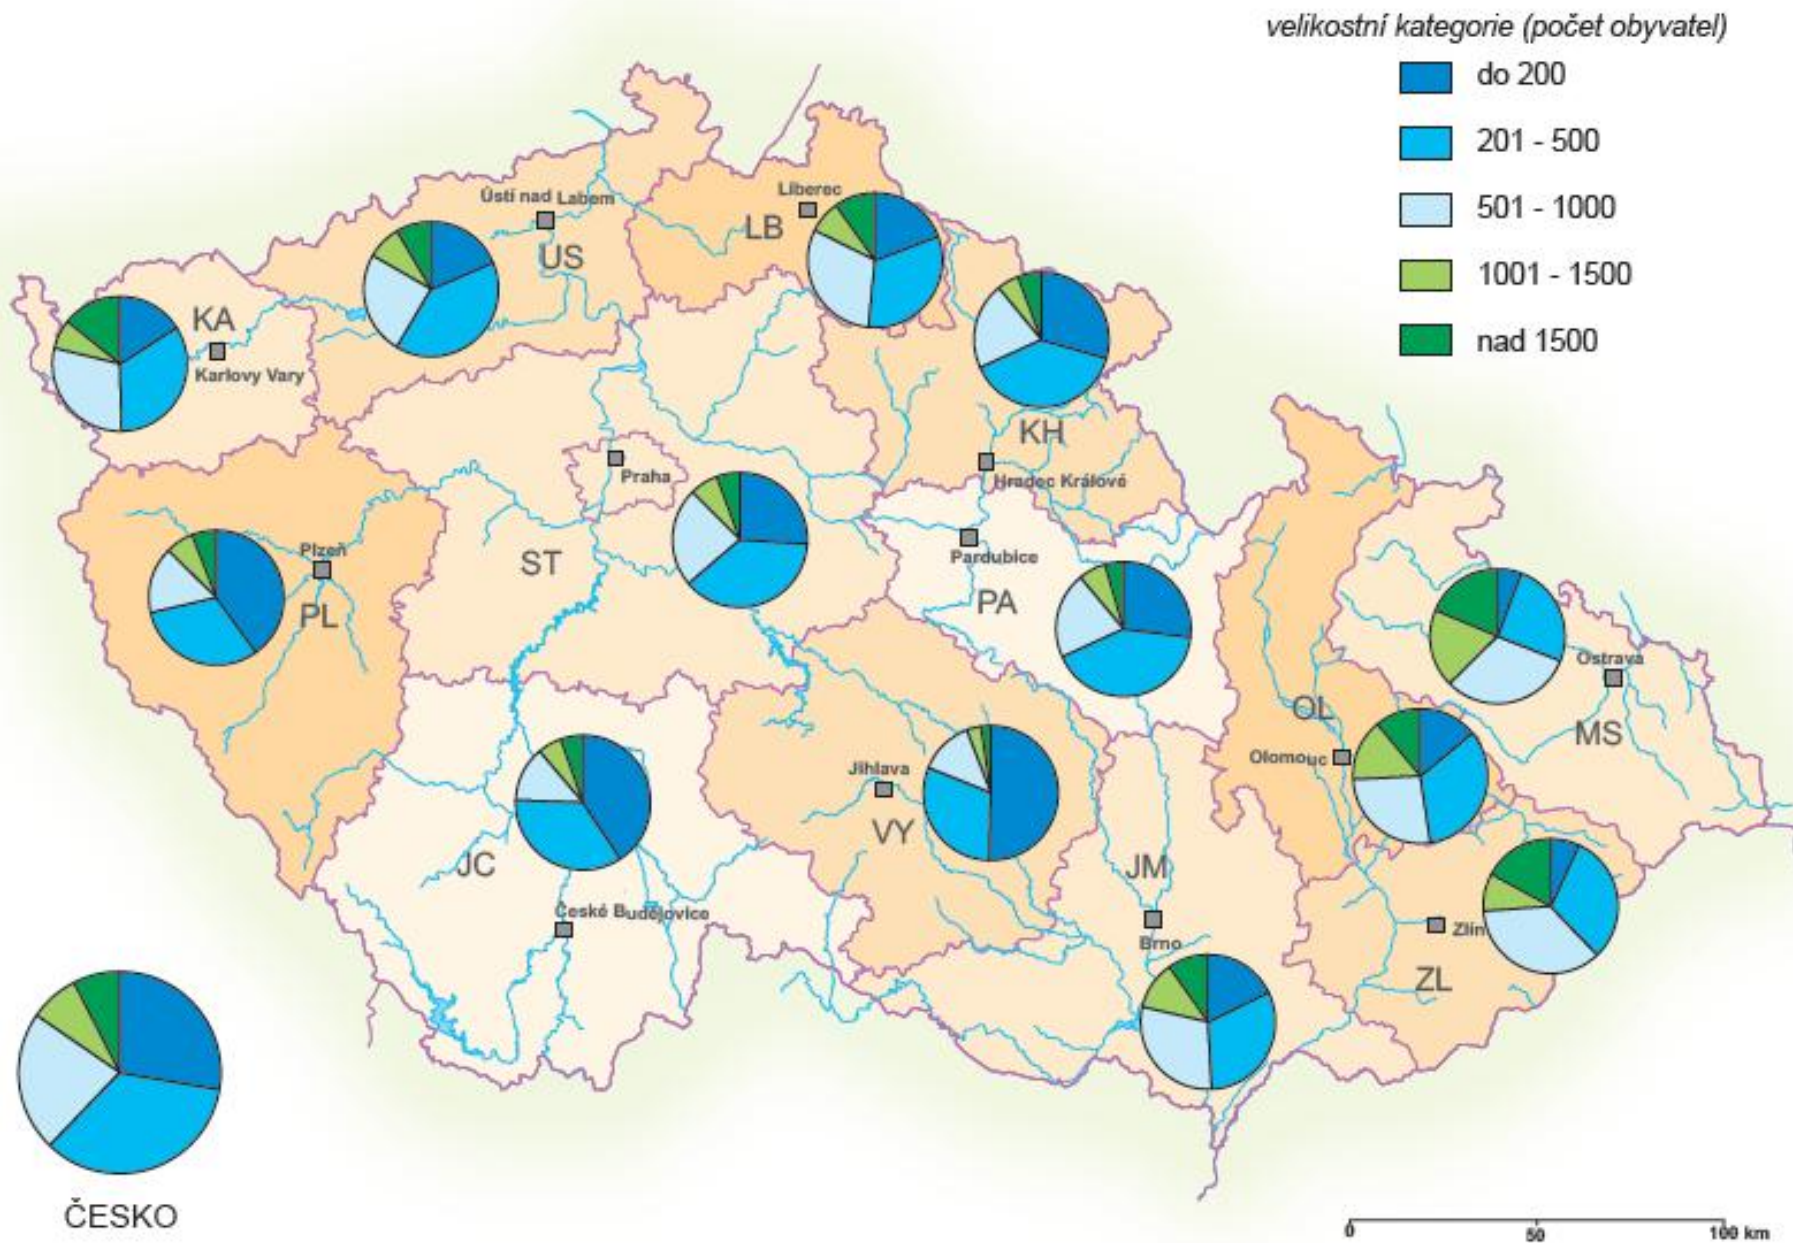 velikostní kategorie (počet obyvatel)
do 200
201 - 500
501 - 1000
1001 - 1500
nad 1500
Ústí nad Labem
US
Liberec
LB
KA
Karlovy Vary
KH
Hradec Králové
Praha
ST
Plzeň
PL
Pardubice
PA
OL
Olomouc
Ostrava
MS
Jihlava
VY
JC
České Budějovice
JM
Brno
Zlín
ZL
ČESKO
0 50 100 km